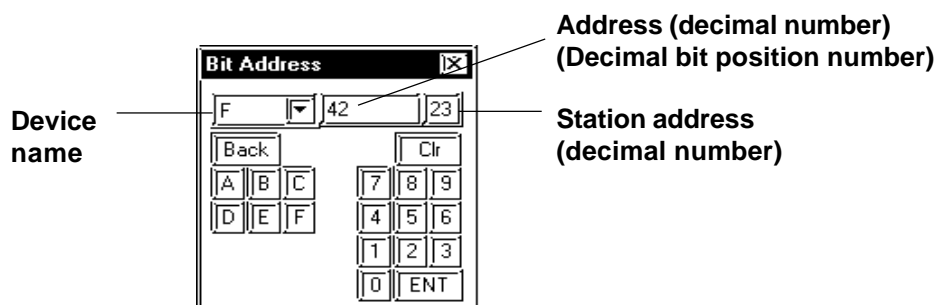 Address (decimal number)
(Decimal bit position number)
Bit Address
Device
name
F 42 23
Station address
(decimal number)
Back Clr
A B C 7 8 9
D E F 4 5 6
1 2 3
0 ENT